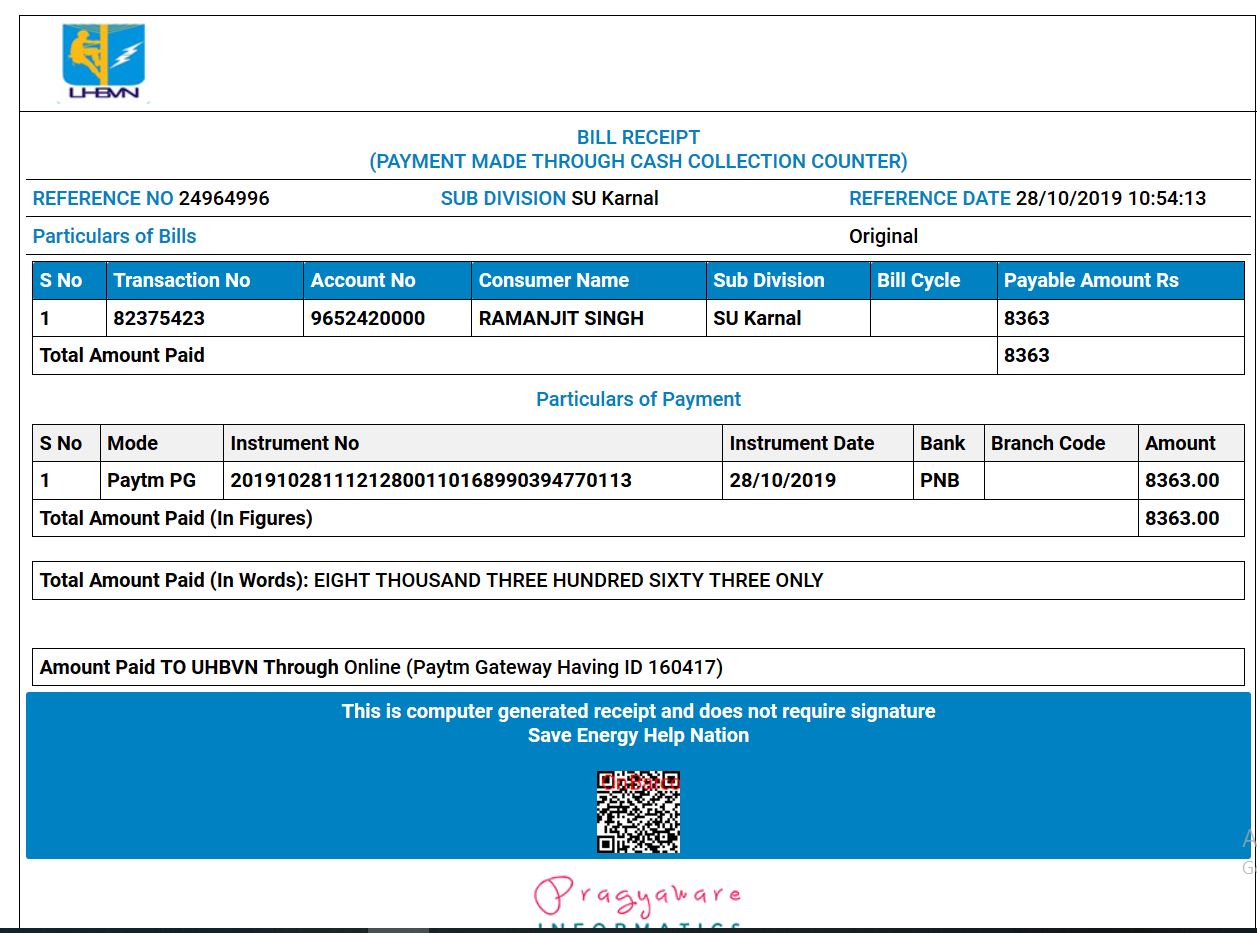 UHBVN
BILL RECEIPT
(PAYMENT MADE THROUGH CASH COLLECTION COUNTER)
REFERENCE NO 24964996 SUB DIVISION SU Karnal REFERENCE DATE 28/10/2019 10:54:13
Particulars of Bills Original
S No Transaction No Account No Consumer Name Sub Division Bill Cycle Payable Amount Rs
1 82375423 9652420000 RAMANJIT SINGH SU Karnal 8363
Total Amount Paid 8363
Particulars of Payment
S No Mode Instrument No Instrument Date Bank Branch Code Amount
1 Paytm PG 20191028111212800110168990394770113 28/10/2019 PNB 8363.00
Total Amount Paid (In Figures) 8363.00
Total Amount Paid (In Words): EIGHT THOUSAND THREE HUNDRED SIXTY THREE ONLY
Amount Paid TO UHBVN Through Online (Paytm Gateway Having ID 160417)
This is computer generated receipt and does not require signature
Save Energy Help Nation
OnBarco
Pragyaware
INFORMATICS